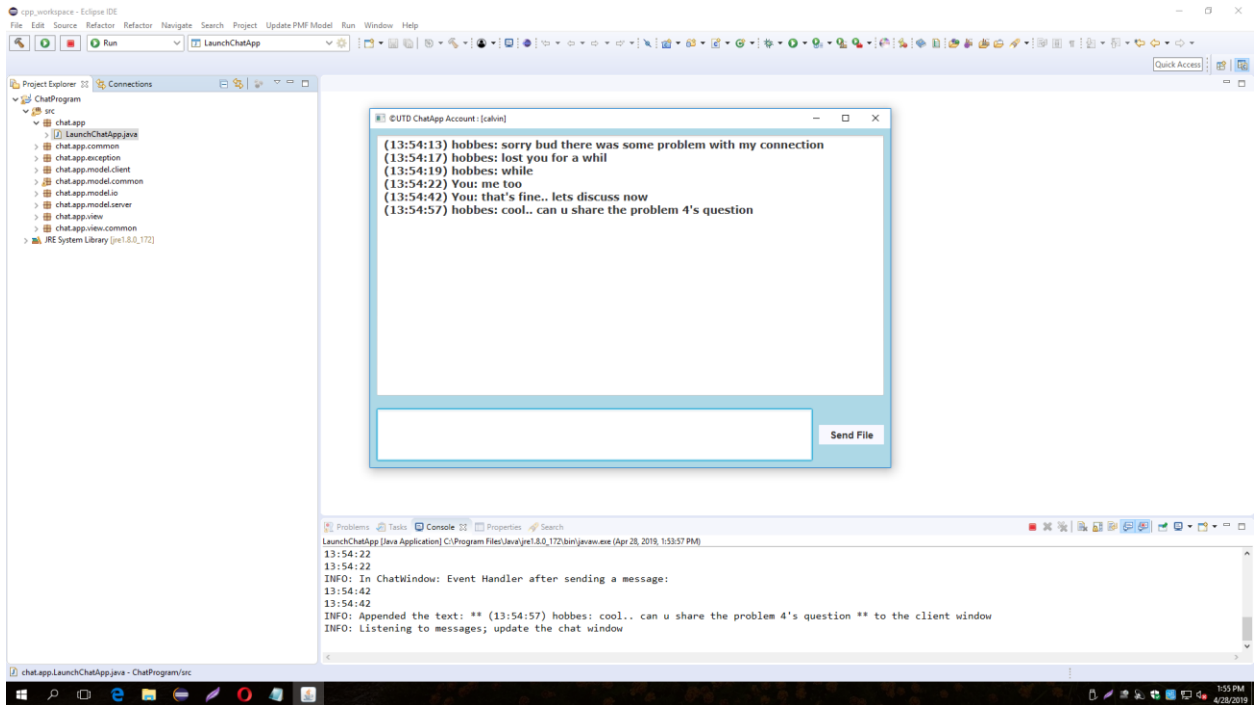 cpp_workspace - Eclipse IDE
File Edit Source Refactor Refactor Navigate Search Project Update PMF Model Run Window Help
Run LaunchChatApp
Quick Access
Project Explorer Connections
ChatProgram
src
chat.app
LaunchChatApp.java
chat.app.common
chat.app.exception
chat.app.model.client
chat.app.model.common
chat.app.model.io
chat.app.model.server
chat.app.view
chat.app.view.common
JRE System Library [jre1.8.0_172]
©UTD ChatApp Account : [calvin]
(13:54:13) hobbes: sorry bud there was some problem with my connection
(13:54:17) hobbes: lost you for a whil
(13:54:19) hobbes: while
(13:54:22) You: me too
(13:54:42) You: that's fine.. lets discuss now
(13:54:57) hobbes: cool.. can u share the problem 4's question
Send File
Problems Tasks Console Properties Search
LaunchChatApp [Java Application] C:\Program Files\Java\jre1.8.0_172\bin\javaw.exe (Apr 28, 2019, 1:53:57 PM)
13:54:22
13:54:22
INFO: In ChatWindow: Event Handler after sending a message:
13:54:42
13:54:42
INFO: Appended the text: ** (13:54:57) hobbes: cool.. can u share the problem 4's question ** to the client window
INFO: Listening to messages; update the chat window
chat.app.LaunchChatApp.java - ChatProgram/src
1:55 PM
4/28/2019